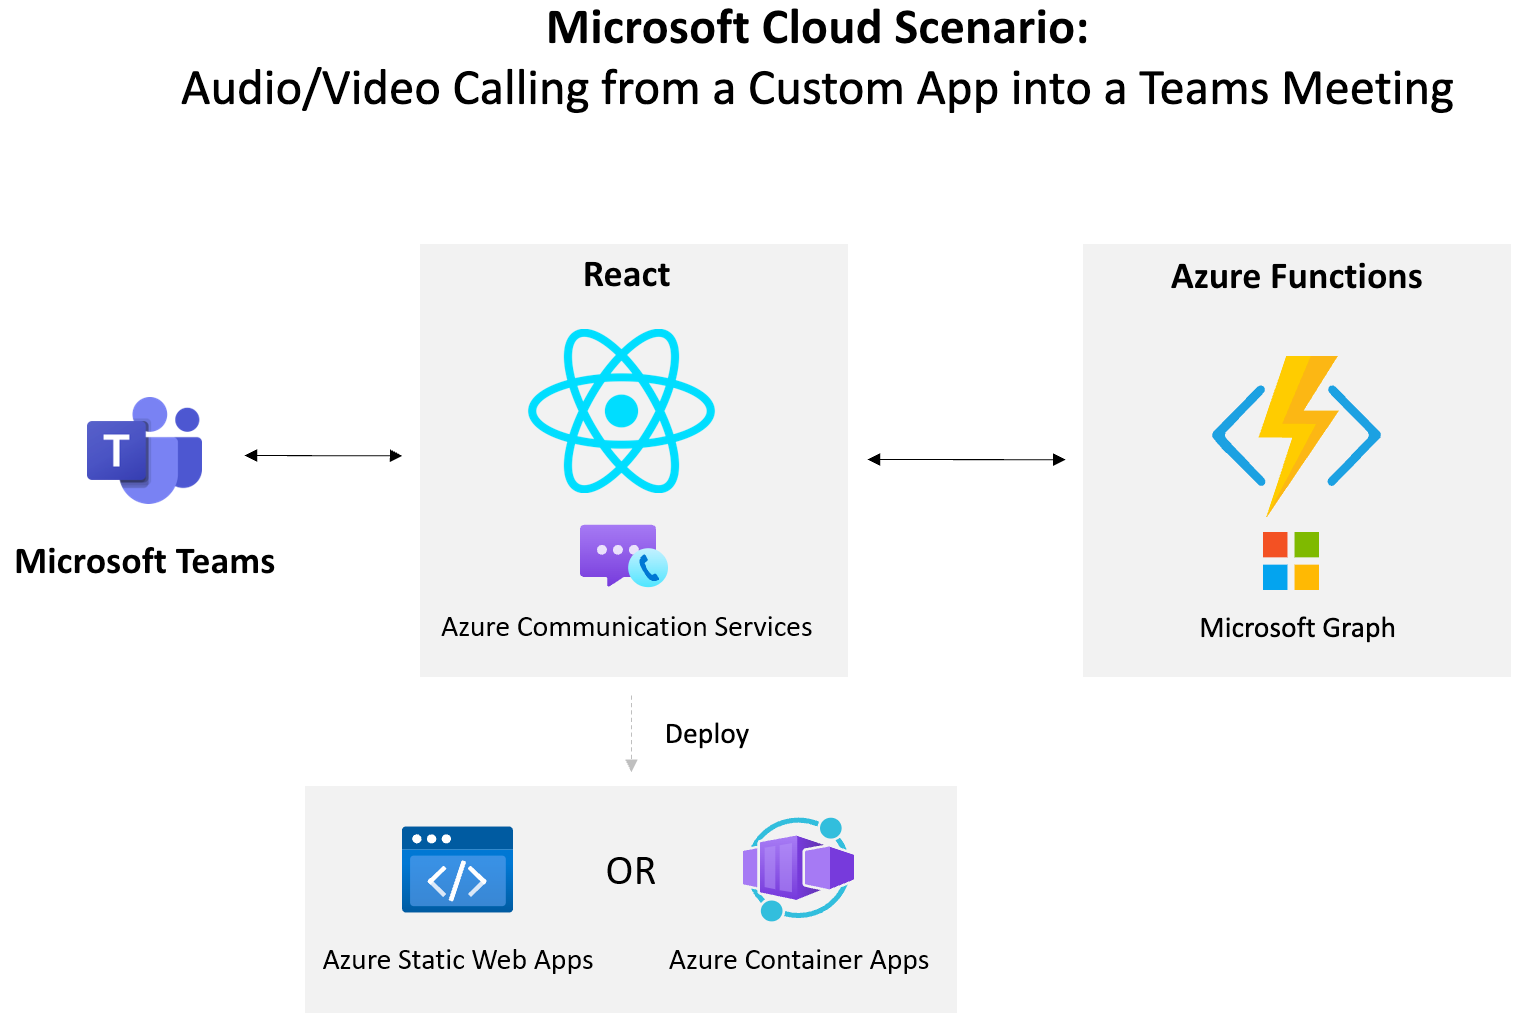 Microsoft Cloud Scenario:
Audio/Video Calling from a Custom App into a Teams Meeting
React
Azure Functions
T
Microsoft Teams
Azure Communication Services
Microsoft Graph
Deploy
</>
OR
Azure Static Web Apps
Azure Container Apps